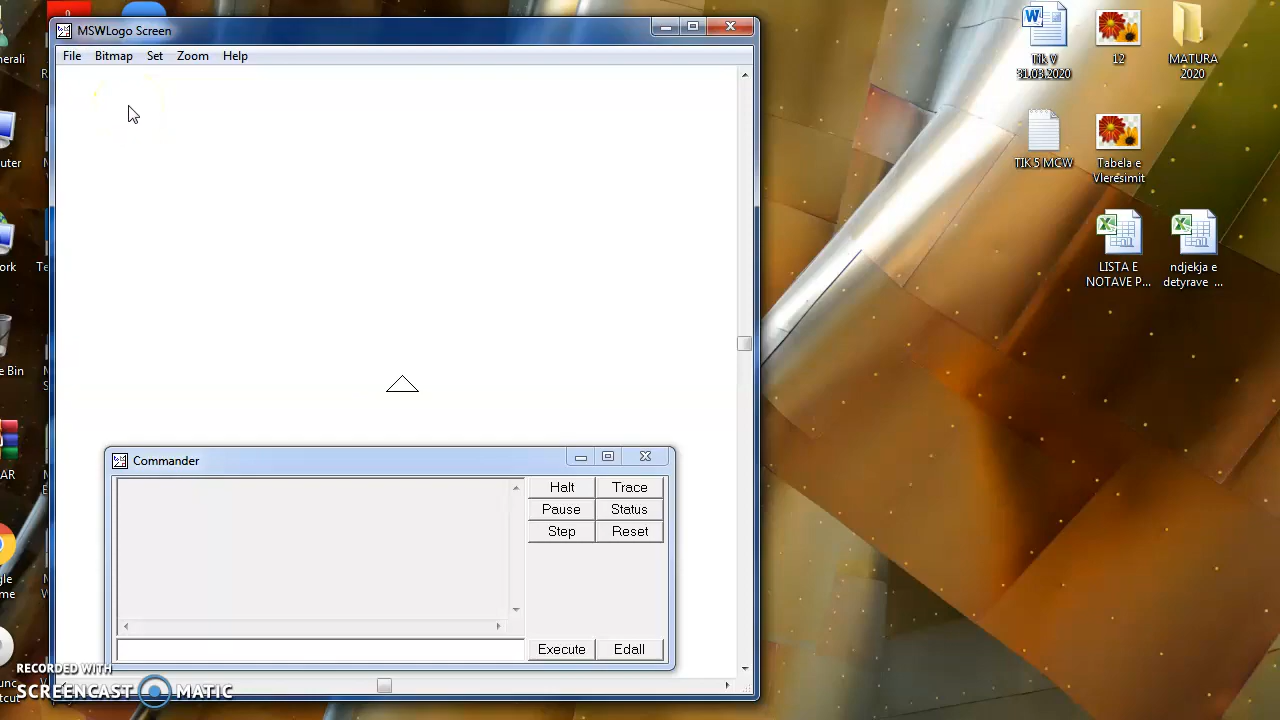 MSWLogo Screen
File Bitmap Set Zoom Help
Commander
Halt Trace
Pause Status
Step Reset
Execute Edall
Tik V
31.03.2020
12
MATURA
2020
TIK 5 MCW
Tabela e
Vleresimit
LISTA E
NOTAVE P...
ndjekja e
detyrave ...
RECORDED WITH
SCREENCAST MATIC